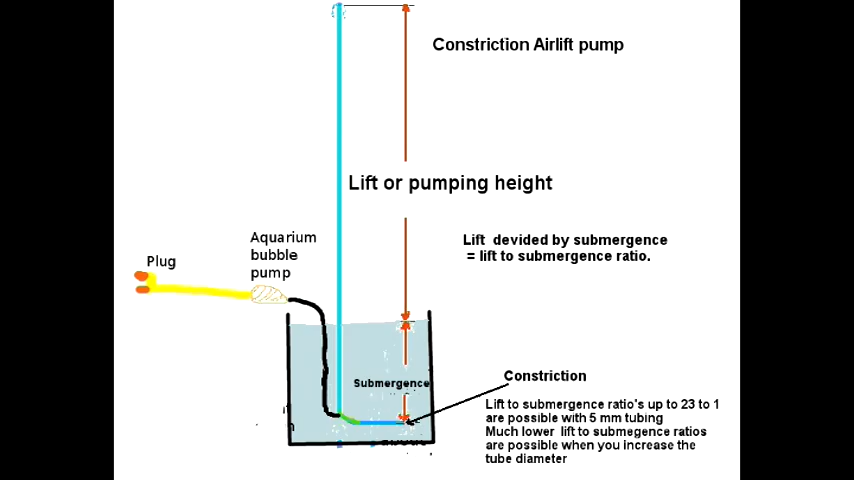 Constriction Airlift pump
Lift or pumping height
Lift devided by submergence
= lift to submergence ratio.
Plug
Aquarium
bubble
pump
Submergence
Constriction
Lift to submergence ratio's up to 23 to 1
are possible with 5 mm tubing
Much lower lift to submegence ratios
are possible when you increase the
tube diameter